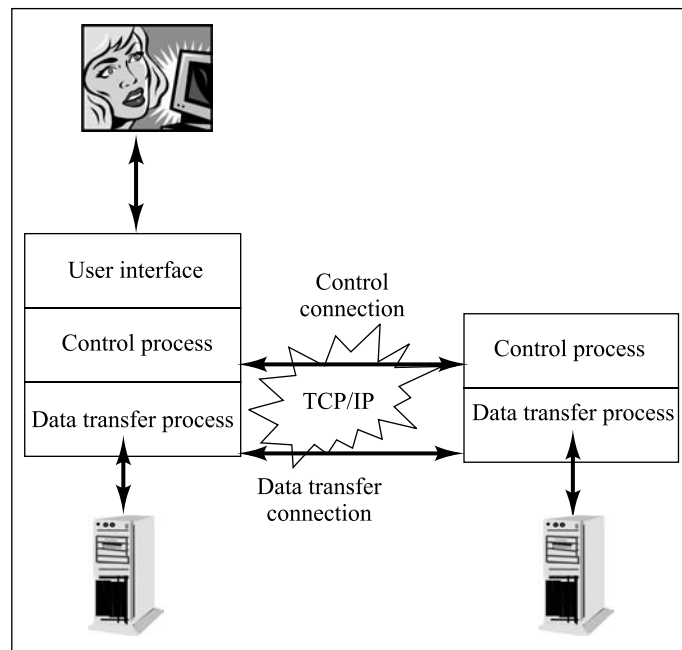 User interface
Control process
Data transfer process
Control
connection
TCP/IP
Data transfer
connection
Control process
Data transfer process